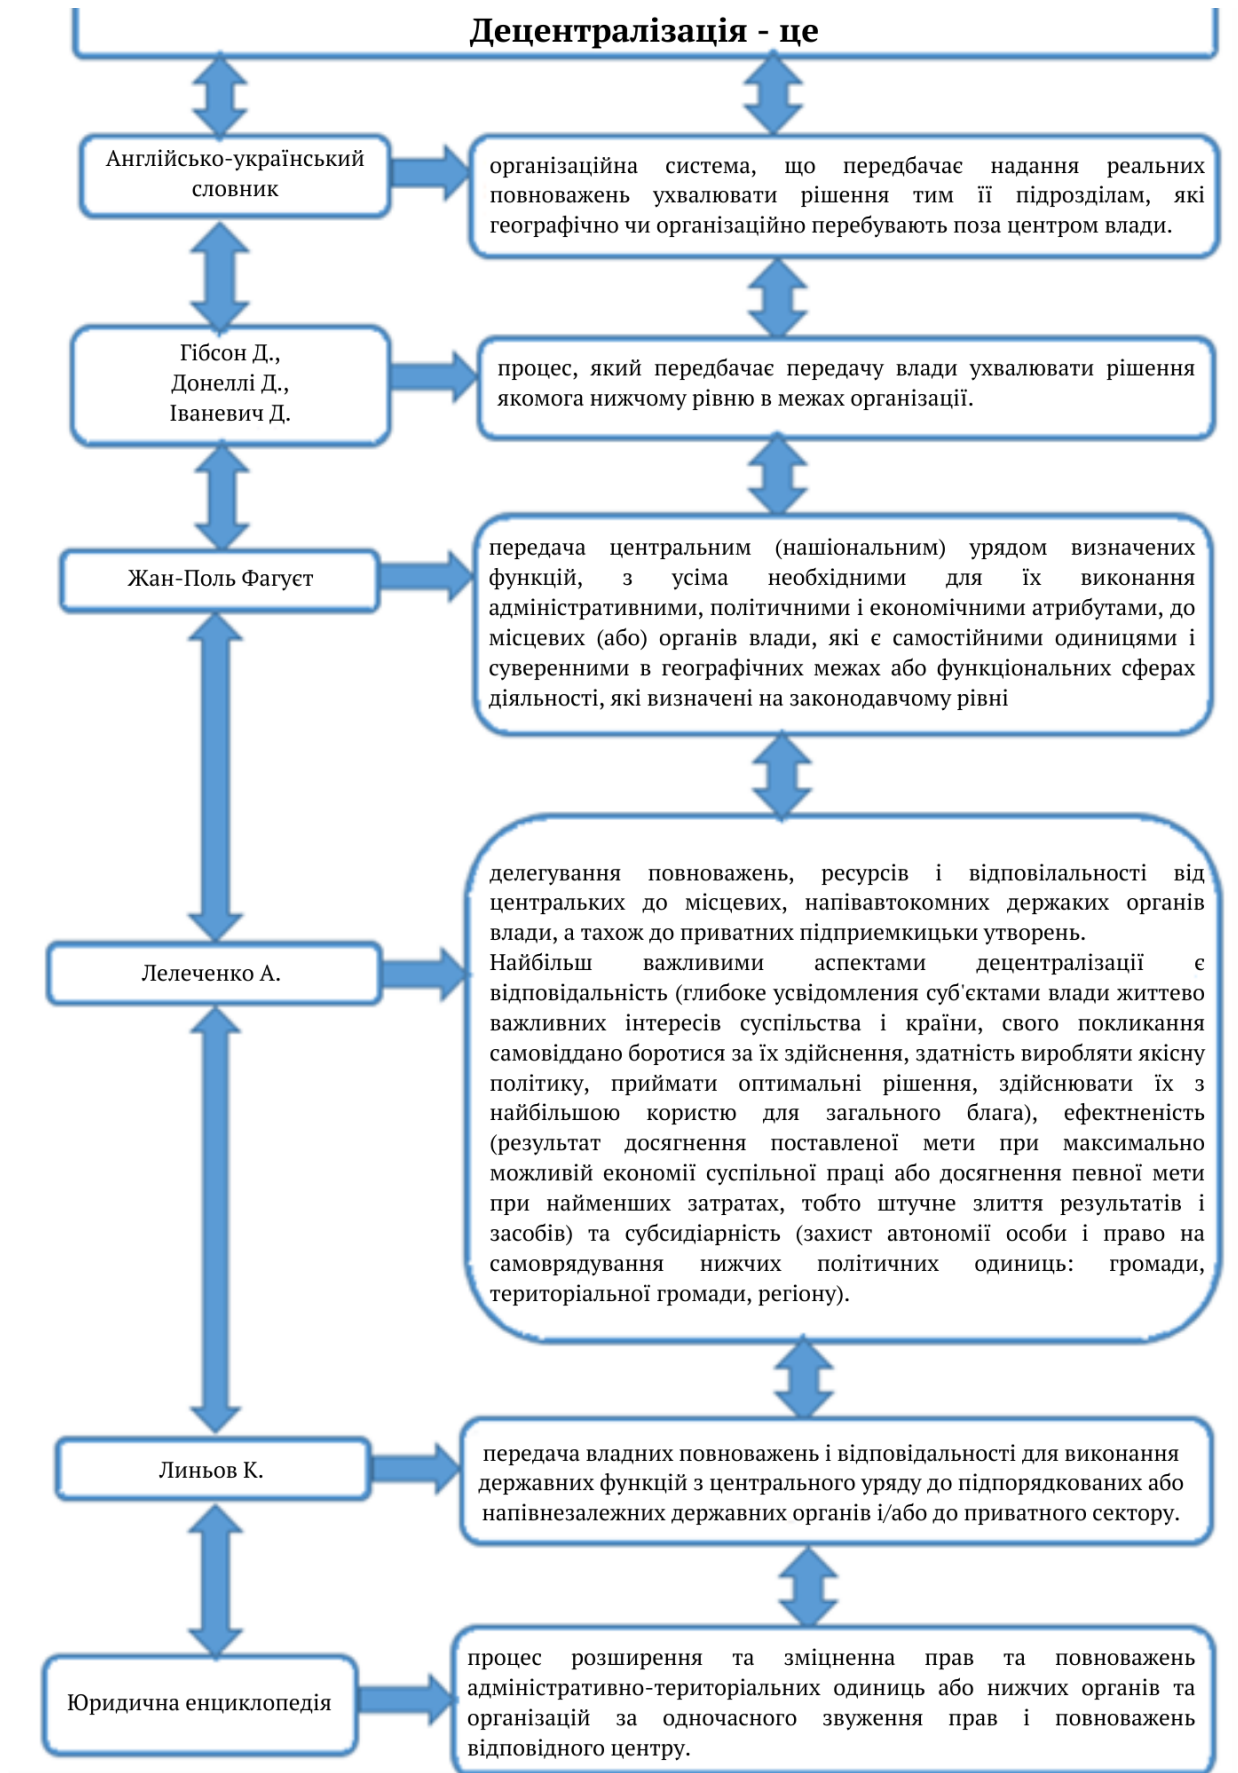 Децентралізація - це
Англійсько-український
словник
організаційна система, що передбачає надання реальних
повноважень ухвалювати рішення тим її підрозділам, які
географічно чи організаційно перебувають поза центром влади.
Гібсон Д.,
Донеллі Д.,
Іваневич Д.
процес, який передбачає передачу влади ухвалювати рішення
якомога нижчому рівню в межах організації.
Жан-Поль Фагуєт
передача центральним (нашіональним) урядом визначених
функцій, з усіма необхідними для їх виконання
адміністративними, політичними і економічними атрибутами, до
місцевих (або) органів влади, які є самостійними одиницями і
суверенними в географічних межах або функціональних сферах
діяльності, які визначені на законодавчому рівні
Лелеченко А.
делегування повноважень, ресурсів і відповілальності від
центральких до місцевих, напівавтокомних держаких органів
влади, а тахож до приватних підприемкицьки утворень.
Найбільш важливими аспектами децентралізації є
відповідальність (глибоке усвідомлення суб'єктами влади життево
важливних інтересів суспільства і країни, свого покликання
самовіддано боротися за їх здійснення, здатність виробляти якісну
політику, приймати оптимальні рішення, здійснювати їх з
найбільшою користю для загального блага), ефектненість
(результат досягнення поставленої мети при максимально
можливій економії суспільної праці або досягнення певної мети
при найменших затратах, тобто штучне злиття результатів і
засобів) та субсидіарність (захист автономії особи і право на
самоврядування нижчих політичних одиниць: громади,
територіальної громади, регіону).
Линьов К.
передача владних повноважень і відповідальності для виконання
державних функцій з центрального уряду до підпорядкованих або
напівнезалежних державних органів і/або до приватного сектору.
Юридична енциклопедія
процес розширення та зміцненна прав та повноважень
адміністративно-територіальних одиниць або нижчих органів та
організацій за одночасного звуження прав і повноважень
відповідного центру.